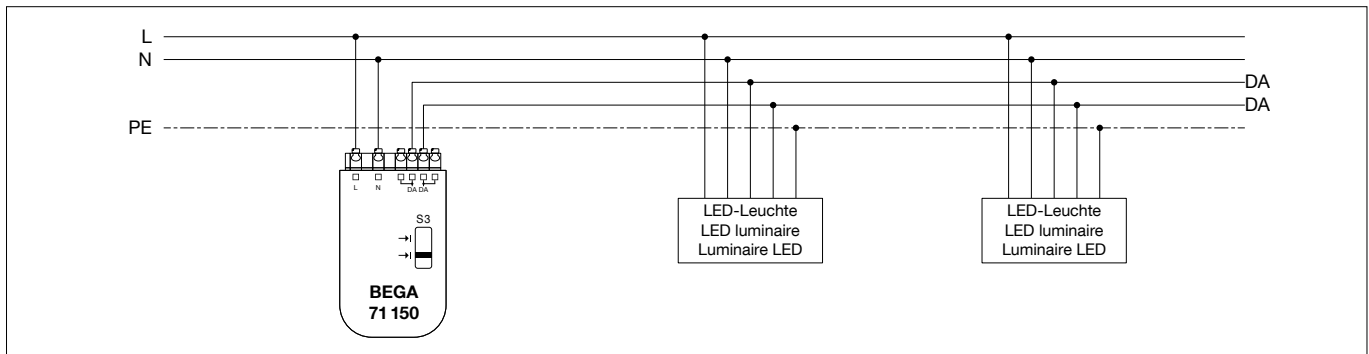 L
N
DA
DA
PE
L N DA DA
S3
BEGA
71 150
LED-Leuchte
LED luminaire
Luminaire LED
LED-Leuchte
LED luminaire
Luminaire LED